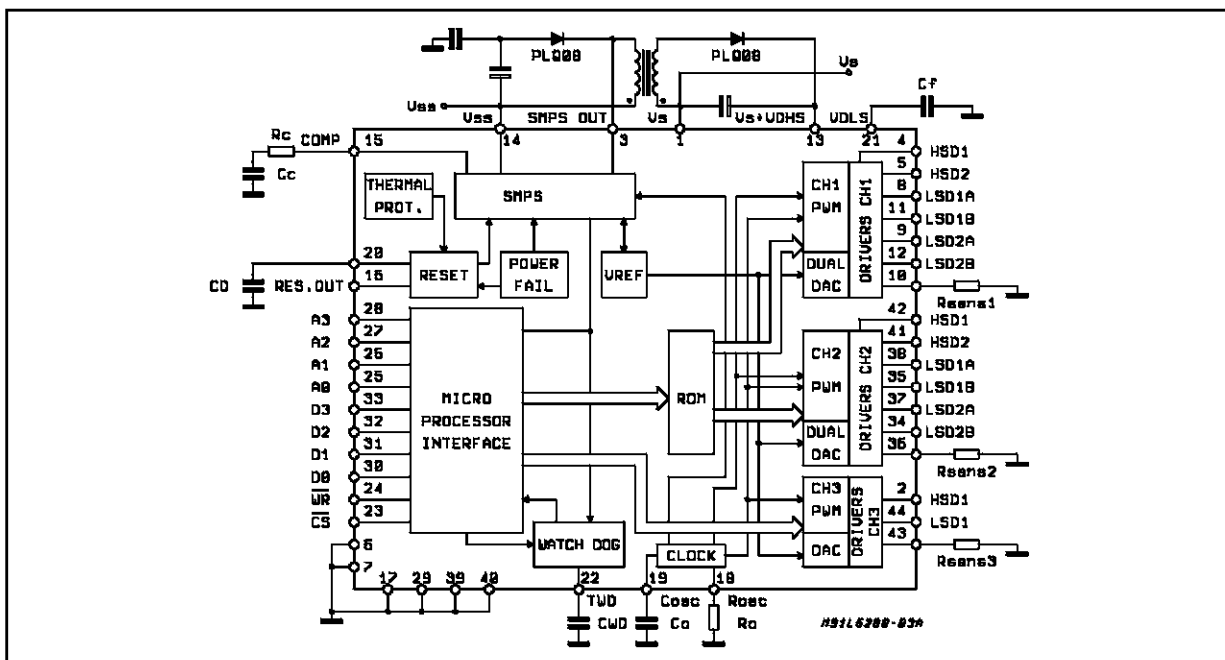 PLQ08
PLQ08
Vs
Cf
Vss
Vss
SMPS OUT
Vs
Vs+VDHS
VDLS
14
3
1
13
21
Rc
COMP
15
Cc
4
HSD1
5
HSD2
8
LSD1A
11
LSD1B
9
LSD2A
12
LSD2B
10
Rsens1
CH1
PWM
DUAL
DAC
DRIVERS CH1
THERMAL
PROT.
SMPS
20
CD
RES.OUT
16
RESET
POWER
FAIL
VREF
A3
28
A2
27
A1
26
A0
25
D3
33
D2
32
D1
31
D0
30
WR
24
CS
23
6
7
MICRO
PROCESSOR
INTERFACE
ROM
42
HSD1
41
HSD2
38
LSD1A
35
LSD1B
37
LSD2A
34
LSD2B
36
Rsens2
CH2
PWM
DUAL
DAC
DRIVERS CH2
CH3
PWM
DAC
DRIVERS
CH3
2
HSD1
44
LSD1
43
Rsens3
WATCH DOG
CLOCK
17
29
39
40
22
19
18
TWD
Cosc
Rosc
CWD
Co
Ro
M91L6280-03A